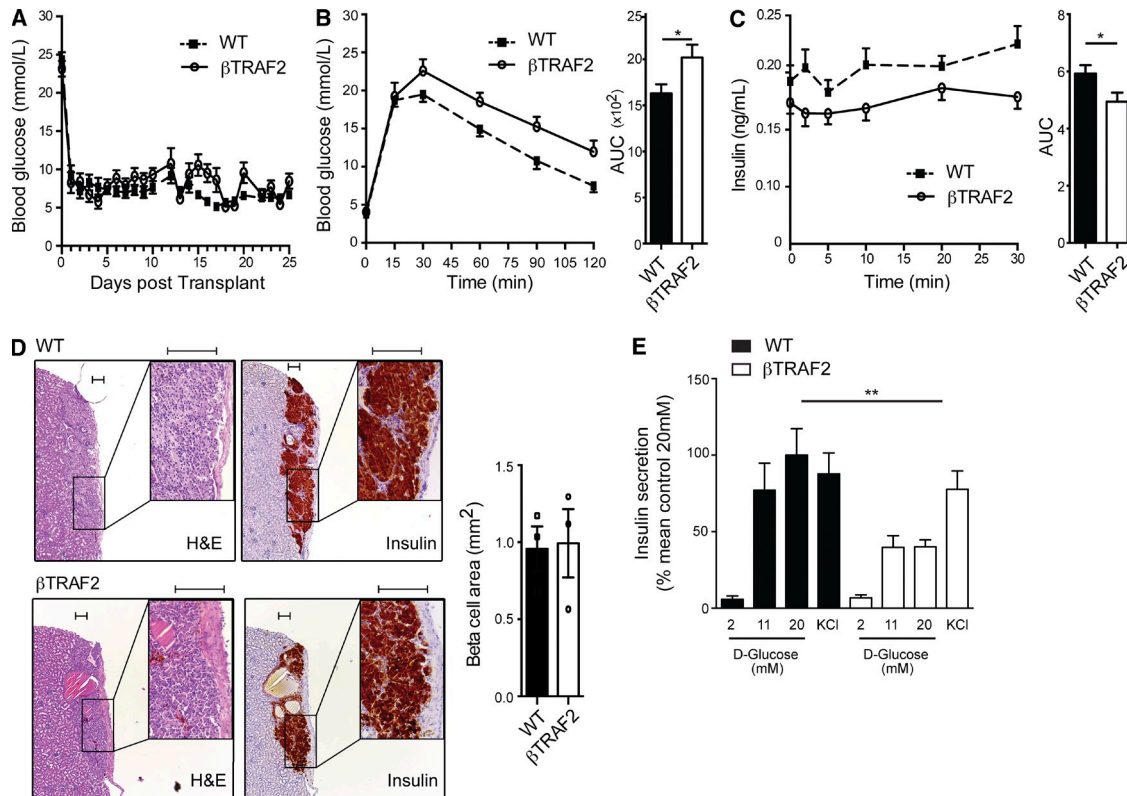 A
Blood glucose (mmol/L)
30
25
20
15
10
5
0
WT
βTRAF2
0 5 10 15 20 25
Days post Transplant
B
Blood glucose (mmol/L)
30
25
20
15
10
5
0
WT
βTRAF2
0 15 30 45 60 75 90 105 120
Time (min)
AUC (x10²)
25
20
15
10
5
0
*
WT
βTRAF2
C
Insulin (ng/mL)
0.25
0.20
0.15
0.10
0
WT
βTRAF2
0 5 10 15 20 25 30
Time (min)
AUC
8
6
4
2
0
*
WT
βTRAF2
D
WT
H&E
Insulin
βTRAF2
H&E
Insulin
Beta cell area (mm²)
1.5
1.0
0.5
0.0
WT
βTRAF2
E
WT
βTRAF2
Insulin secretion
(% mean control 20mM)
150
100
50
0
**
2 11 20 KCl 2 11 20 KCl
D-Glucose
(mM)
D-Glucose
(mM)